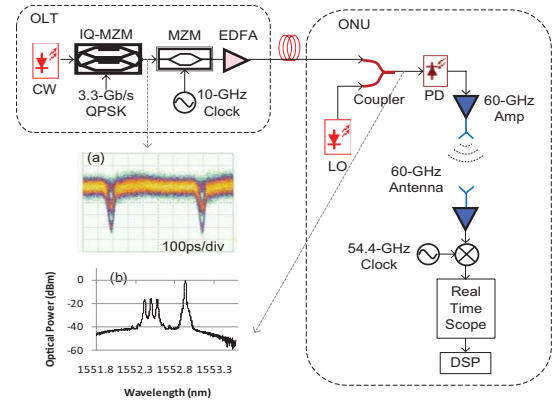 OLT
IQ-MZM
MZM
EDFA
CW
3.3-Gb/s
QPSK
10-GHz
Clock
ONU
Coupler
PD
60-GHz
Amp
LO
60-GHz
Antenna
54.4-GHz
Clock
Real
Time
Scope
DSP
(a)
100ps/div
(b)
Optical Power (dBm)
0
-20
-40
-60
1551.8 1552.3 1552.8 1553.3
Wavelength (nm)